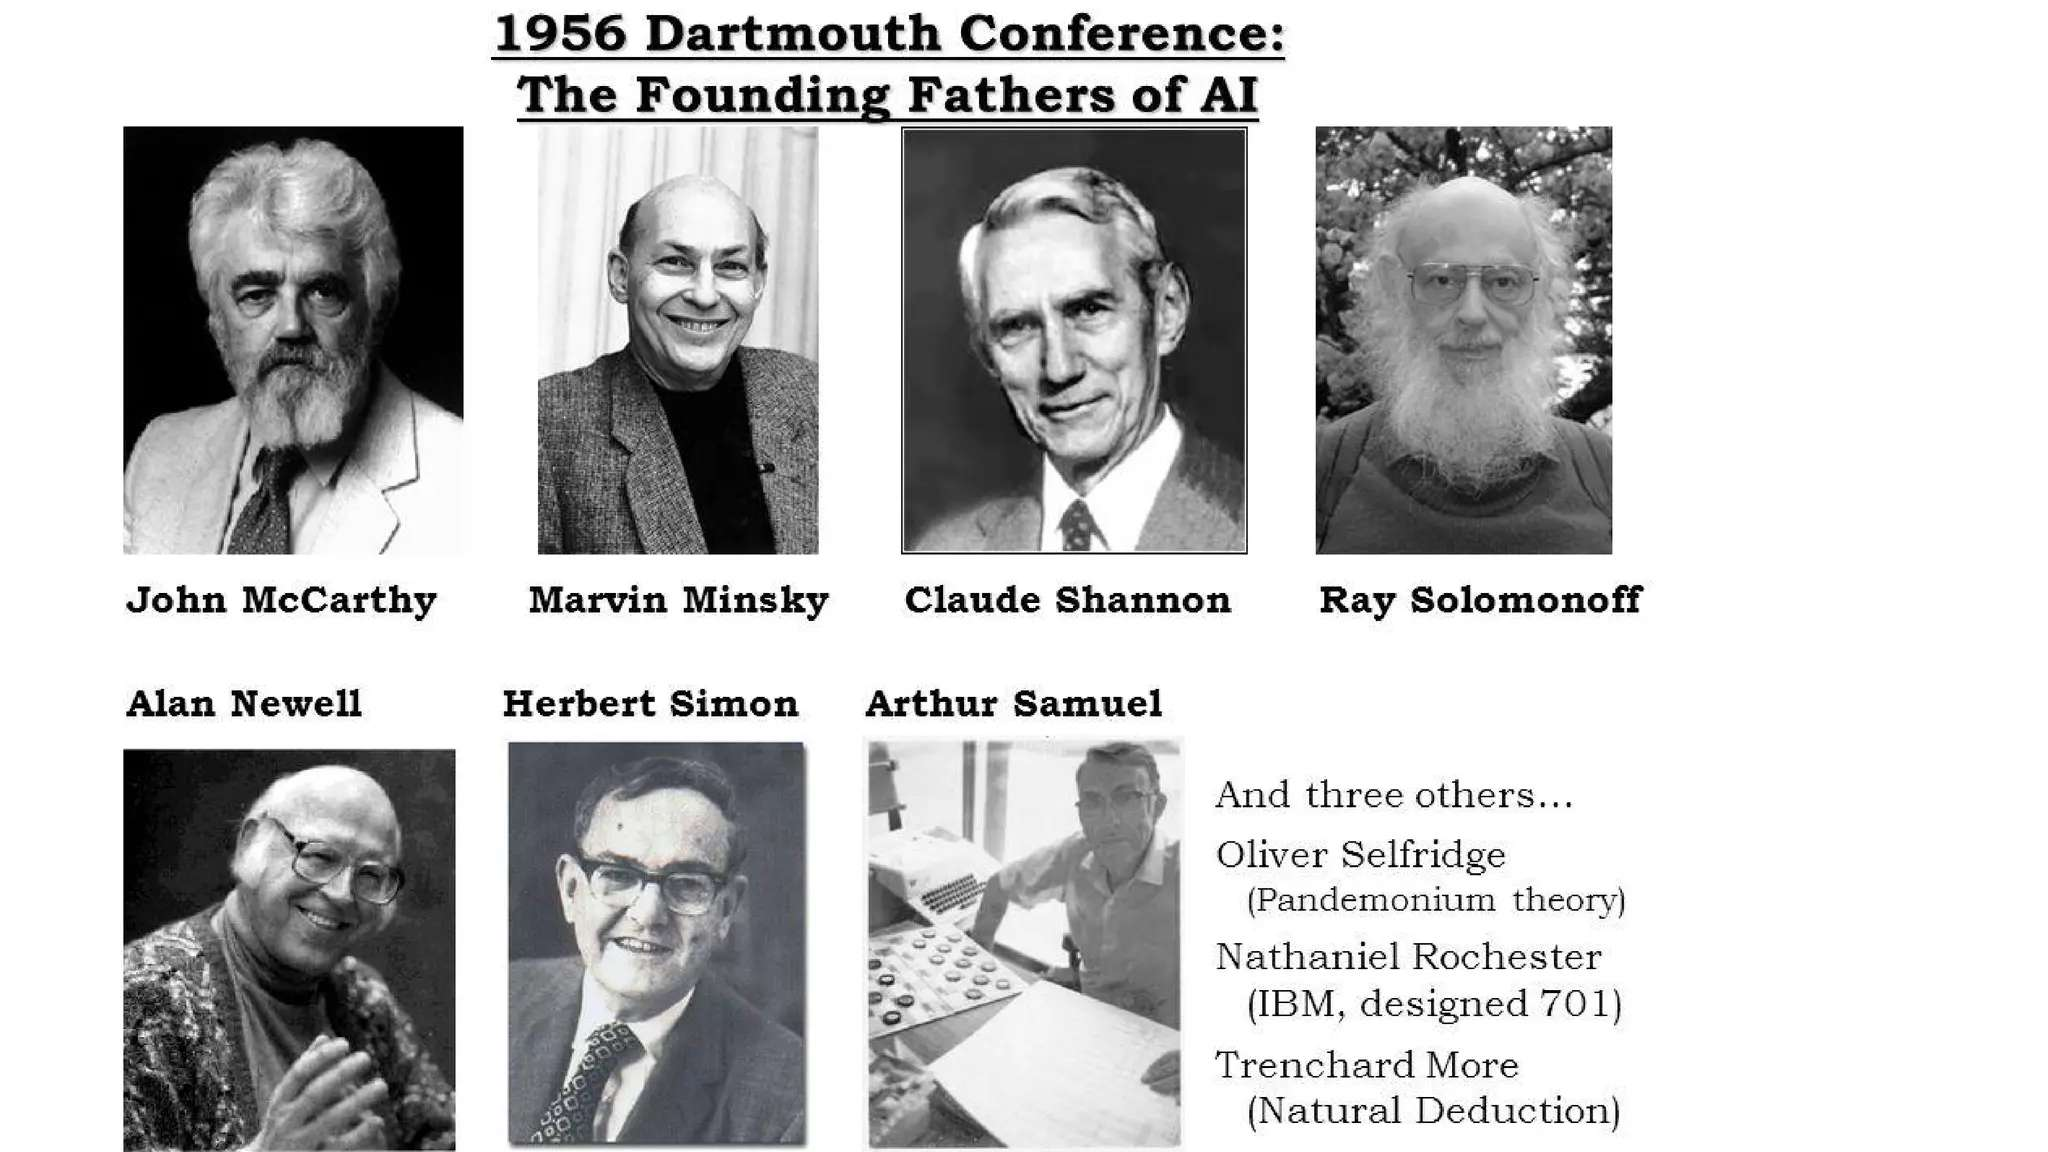 1956 Dartmouth Conference:
The Founding Fathers of AI
John McCarthy
Marvin Minsky
Claude Shannon
Ray Solomonoff
Alan Newell
Herbert Simon
Arthur Samuel
And three others...
Oliver Selfridge
(Pandemonium theory)
Nathaniel Rochester
(IBM, designed 701)
Trenchard More
(Natural Deduction)